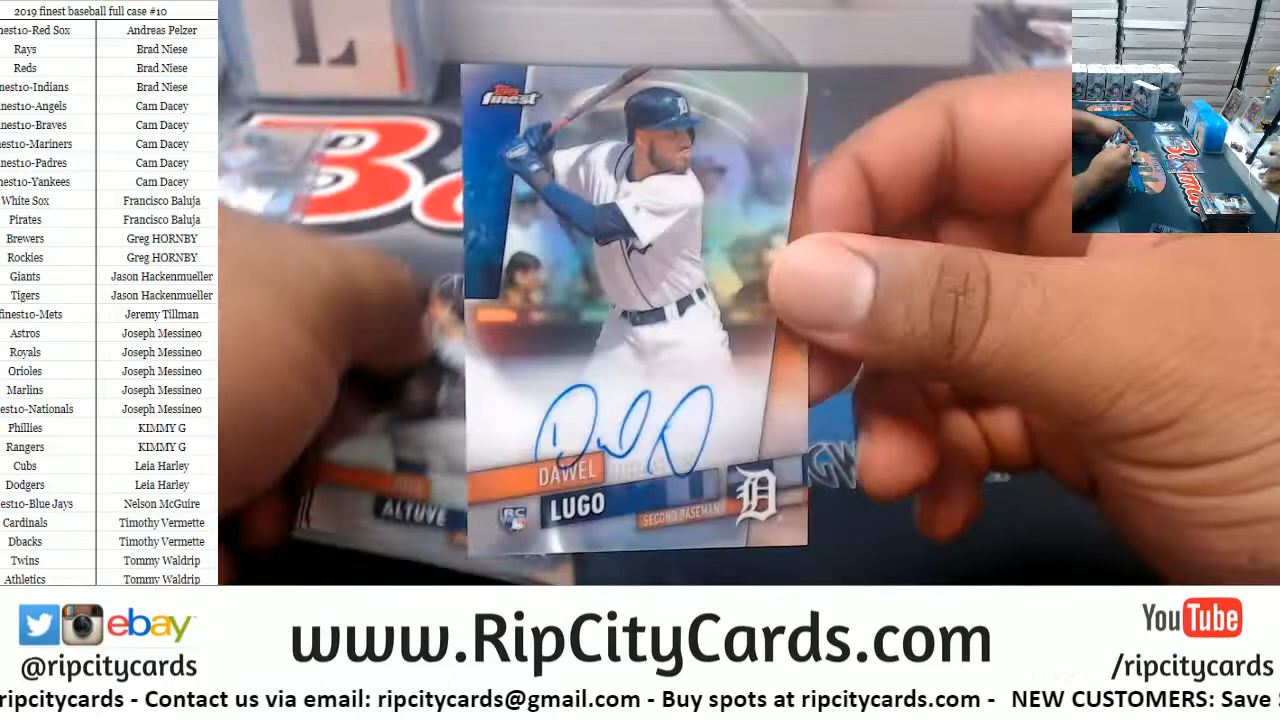 2019 finest baseball full case #10
nest10-Red Sox Andreas Pelzer
Rays Brad Niese
Reds Brad Niese
nest10-Indians Brad Niese
nest10-Angels Cam Dacey
nest10-Braves Cam Dacey
nest10-Mariners Cam Dacey
nest10-Padres Cam Dacey
nest10-Yankees Cam Dacey
White Sox Francisco Baluja
Pirates Francisco Baluja
Brewers Greg HORNBY
Rockies Greg HORNBY
Giants Jason Hackenmueller
Tigers Jason Hackenmueller
finest10-Mets Jeremy Tillman
Astros Joseph Messineo
Royals Joseph Messineo
Orioles Joseph Messineo
Marlins Joseph Messineo
est10-Nationals Joseph Messineo
Phillies KIMMY G
Rangers KIMMY G
Cubs Leia Harley
Dodgers Leia Harley
est10-Blue Jays Nelson McGuire
Cardinals Timothy Vermette
Dbacks Timothy Vermette
Twins Tommy Waldrip
Athletics Tommy Waldrip
Topps
finest
D
DAWEL
LUGO
RC
SECOND BASEMAN
D
ALTUVE
ebay
@ripcitycards
www.RipCityCards.com
YouTube
/ripcitycards
ripcitycards - Contact us via email: ripcitycards@gmail.com - Buy spots at ripcitycards.com - NEW CUSTOMERS: Save